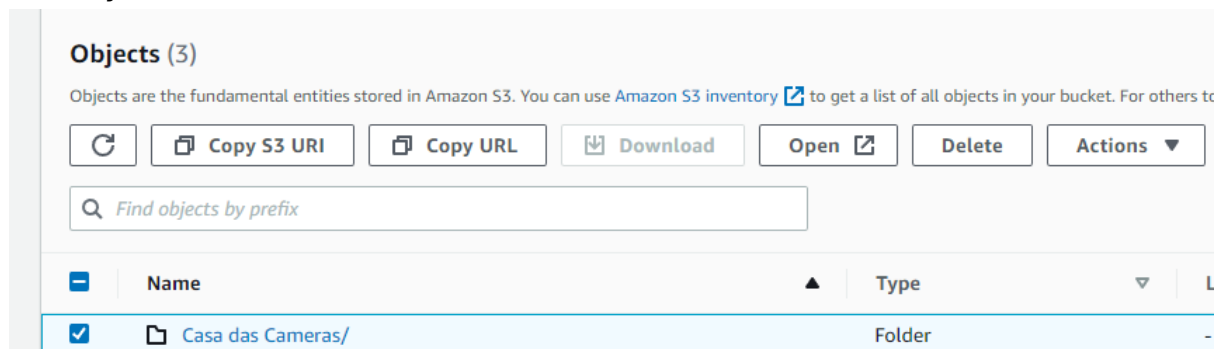 Objects (3)
Objects are the fundamental entities stored in Amazon S3. You can use Amazon S3 inventory to get a list of all objects in your bucket. For others to
Copy S3 URI Copy URL Download Open Delete Actions
Find objects by prefix
Name Type L
Casa das Cameras/ Folder -